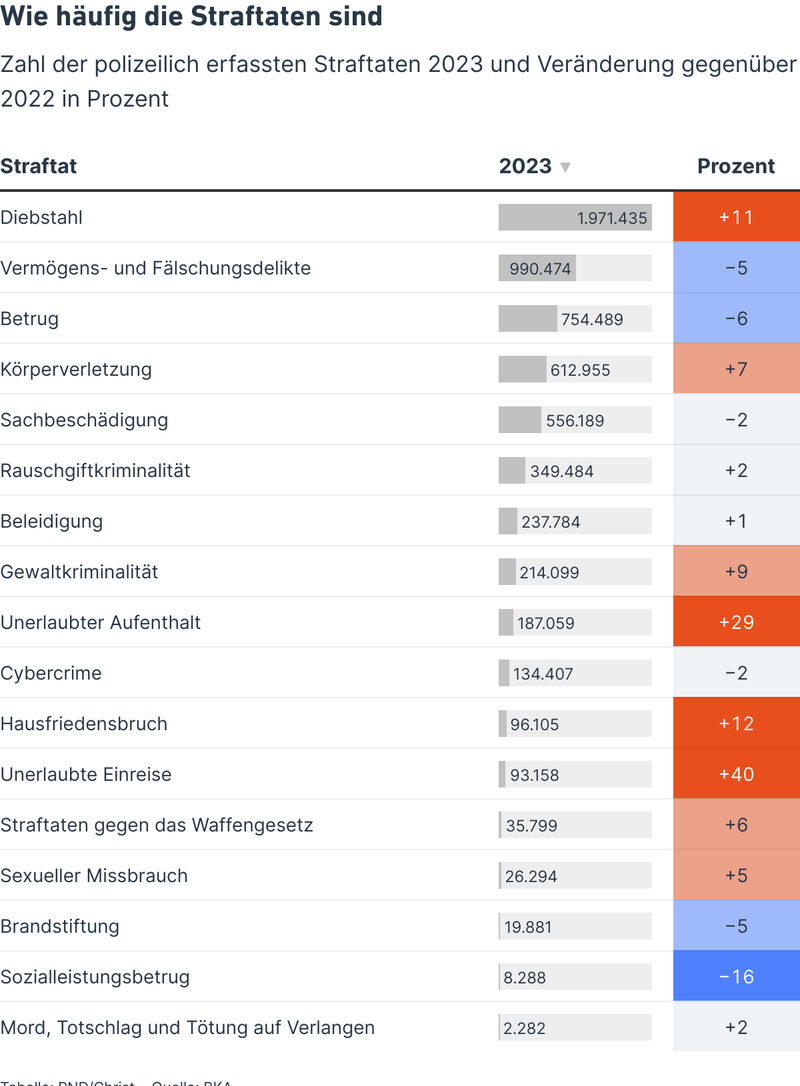 Wie häufig die Straftaten sind
Zahl der polizeilich erfassten Straftaten 2023 und Veränderung gegenüber
2022 in Prozent
Straftat 2023 ▼ Prozent
Diebstahl 1.971.435 +11
Vermögens- und Fälschungsdelikte 990.474 −5
Betrug 754.489 −6
Körperverletzung 612.955 +7
Sachbeschädigung 556.189 −2
Rauschgiftkriminalität 349.484 +2
Beleidigung 237.784 +1
Gewaltkriminalität 214.099 +9
Unerlaubter Aufenthalt 187.059 +29
Cybercrime 134.407 −2
Hausfriedensbruch 96.105 +12
Unerlaubte Einreise 93.158 +40
Straftaten gegen das Waffengesetz 35.799 +6
Sexueller Missbrauch 26.294 +5
Brandstiftung 19.881 −5
Sozialleistungsbetrug 8.288 −16
Mord, Totschlag und Tötung auf Verlangen 2.282 +2
Tabelle: RND/Christ Quelle: BKA